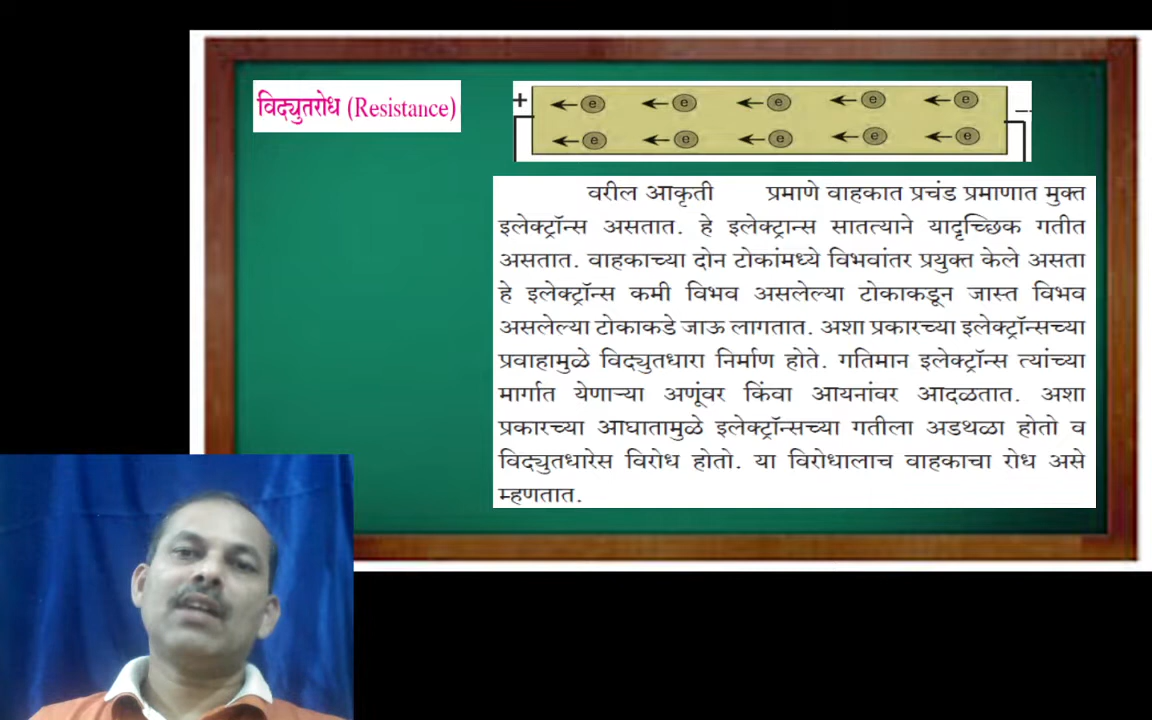 विद्युतरोध (Resistance)
+ e e e e e –
e e e e e
वरील आकृती प्रमाणे वाहकात प्रचंड प्रमाणात मुक्त
इलेक्ट्रॉन्स असतात. हे इलेक्ट्रान्स सातत्याने यादृच्छिक गतीत
असतात. वाहकाच्या दोन टोकांमध्ये विभवांतर प्रयुक्त केले असता
हे इलेक्ट्रॉन्स कमी विभव असलेल्या टोकाकडून जास्त विभव
असलेल्या टोकाकडे जाऊ लागतात. अशा प्रकारच्या इलेक्ट्रॉन्सच्या
प्रवाहामुळे विद्युतधारा निर्माण होते. गतिमान इलेक्ट्रॉन्स त्यांच्या
मार्गात येणाऱ्या अणूंवर किंवा आयनांवर आदळतात. अशा
प्रकारच्या आघातामुळे इलेक्ट्रॉन्सच्या गतीला अडथळा होतो व
विद्युतधारेस विरोध होतो. या विरोधालाच वाहकाचा रोध असे
म्हणतात.